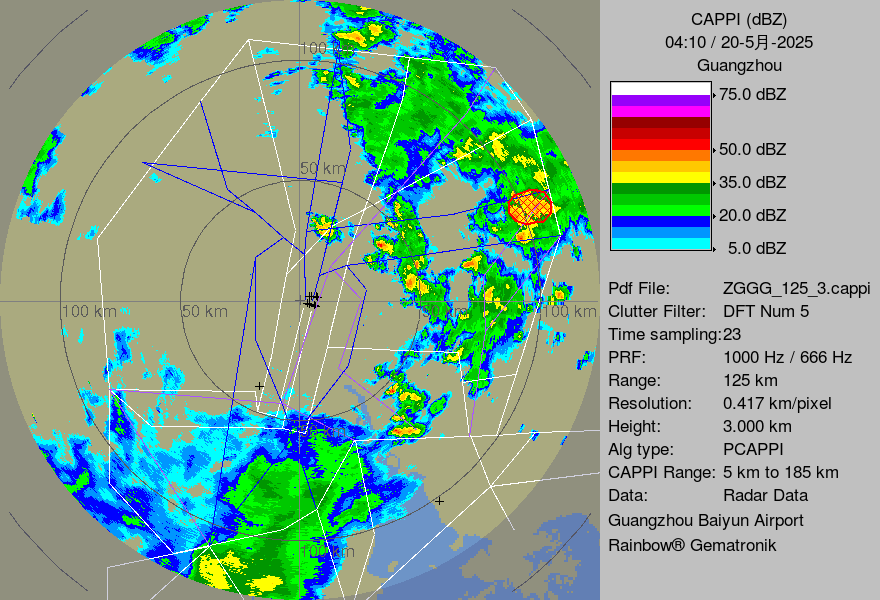 CAPPI (dBZ)
04:10 / 20-5月-2025
Guangzhou
75.0 dBZ
50.0 dBZ
35.0 dBZ
20.0 dBZ
5.0 dBZ
Pdf File: ZGGG_125_3.cappi
Clutter Filter: DFT Num 5
Time sampling:23
PRF: 1000 Hz / 666 Hz
Range: 125 km
Resolution: 0.417 km/pixel
Height: 3.000 km
Alg type: PCAPPI
CAPPI Range: 5 km to 185 km
Data: Radar Data
Guangzhou Baiyun Airport
Rainbow® Gematronik
100 km
50 km
100 km
50 km
50 km
100 km
100 km